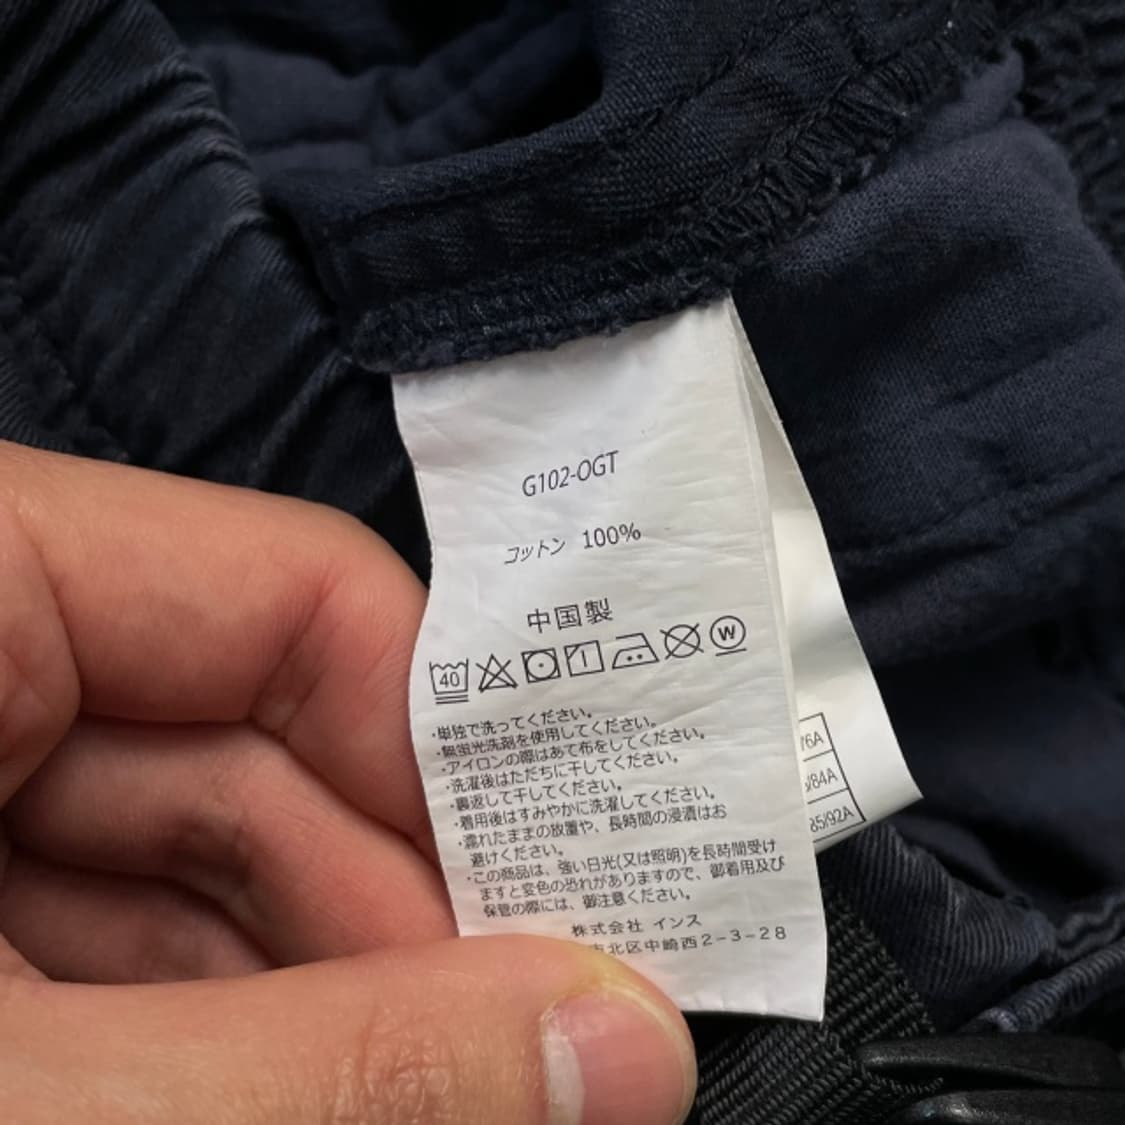 G102-OGT
コットン 100%
中国製
40
W
・単独で洗ってください。
・無蛍光洗剤を使用してください。
・アイロンの際はあて布をしてください。
・洗濯後はただちに干してください。
・裏返して干してください。
・着用後はすみやかに洗濯してください。
・濡れたままの放置や、長時間の浸漬はお
避けください。
・この商品は、強い日光(又は照明)を長時間受け
ますと変色の恐れがありますので、御着用及び
保管の際には、御注意ください。
株式会社 インス
市北区中崎西2-3-28
76A
/84A
85/92A